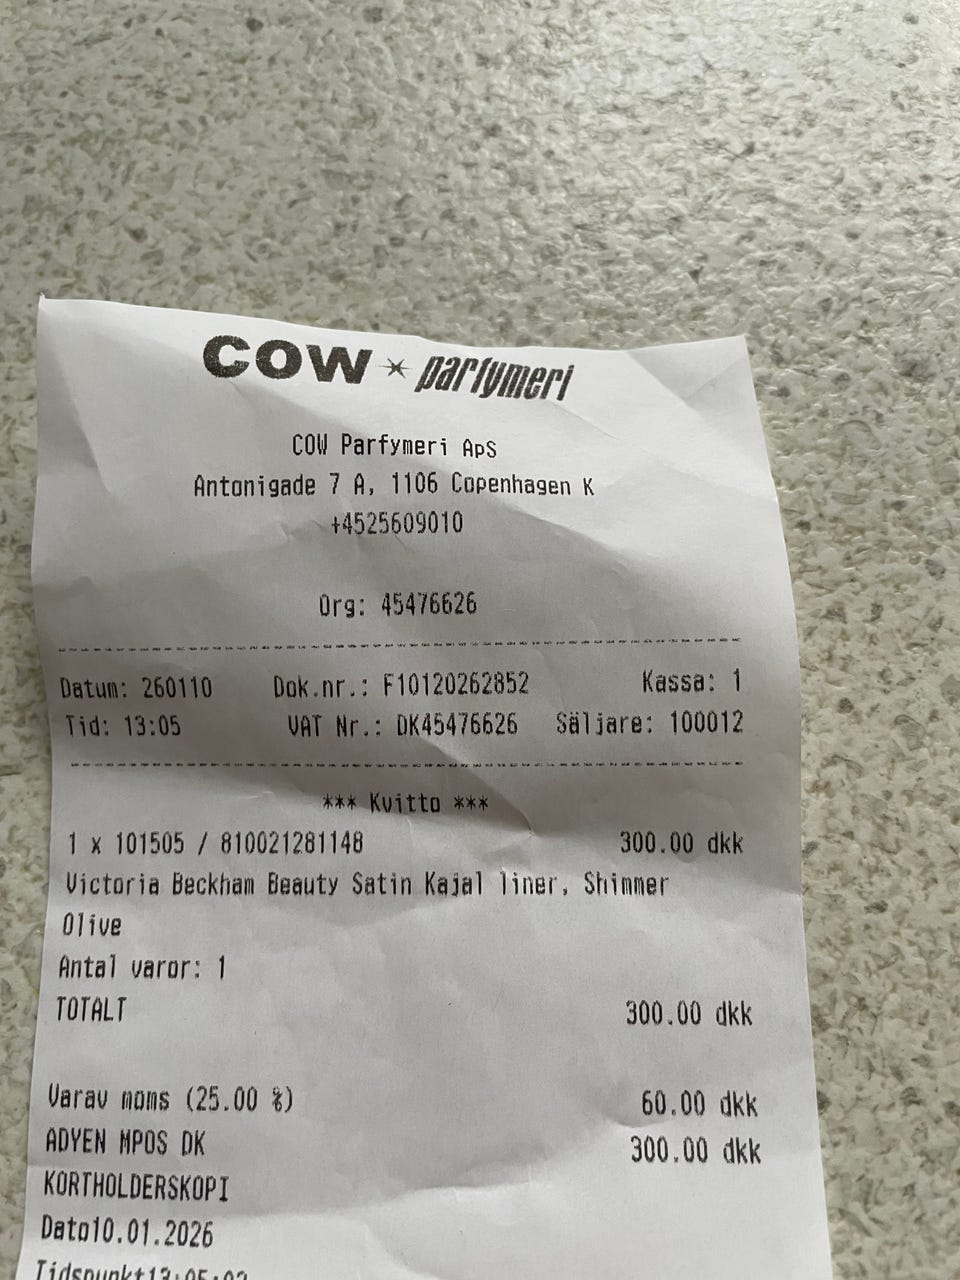 COW * parfymeri
COW Parfymeri ApS
Antonigade 7 A, 1106 Copenhagen K
+4525609010
Org: 45476626
Datum: 260110 Dok.nr.: F10120262852 Kassa: 1
Tid: 13:05 VAT Nr.: DK45476626 Säljare: 100012
*** Kvitto ***
1 x 101505 / 810021281148 300.00 dkk
Victoria Beckham Beauty Satin Kajal liner, Shimmer
Olive
Antal varor: 1
TOTALT 300.00 dkk
Varav moms (25.00 %) 60.00 dkk
ADYEN MPOS DK 300.00 dkk
KORTHOLDERSKOPI
Dato10.01.2026
Tidspunkt13:05:02